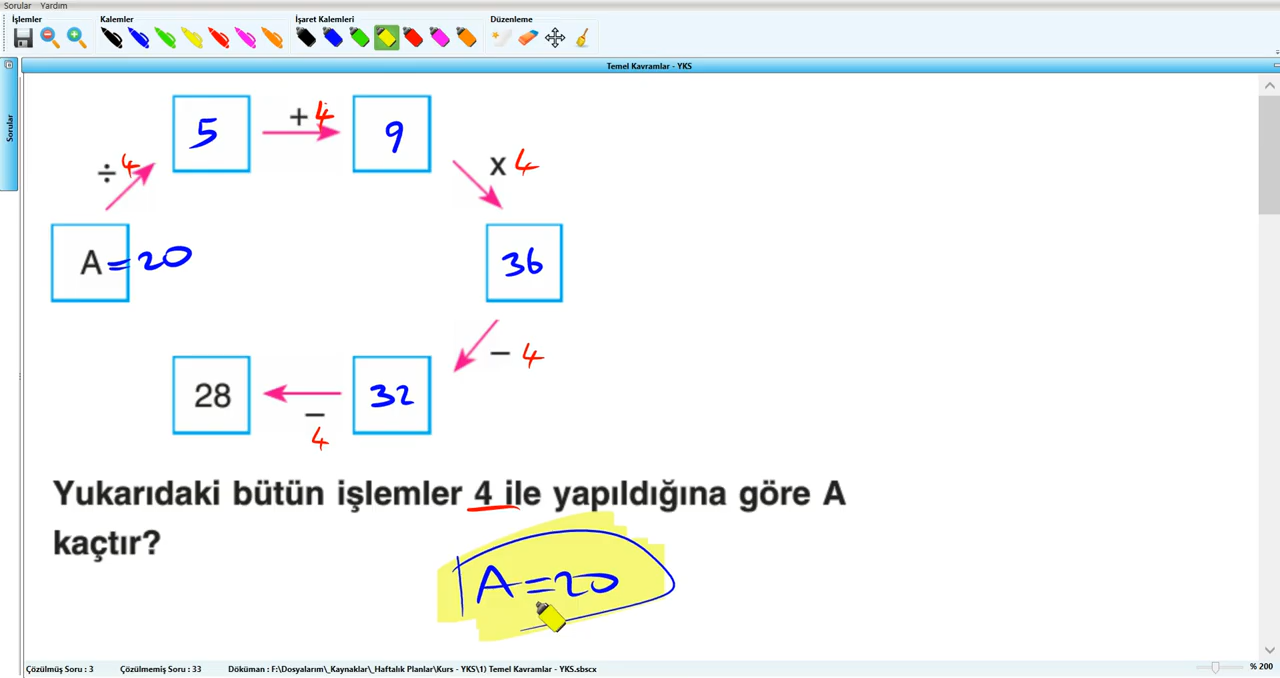 Sorular Yardım
İşlemler Kalemler İşaret Kalemleri Düzenleme
Temel Kavramlar - YKS
Sorular
5 + 4 9
÷ 4 x 4
A = 20 36
- 4
28 32
- 4
Yukarıdaki bütün işlemler 4 ile yapıldığına göre A
kaçtır?
A = 20
Çözülmüş Soru : 3 Çözülmemiş Soru : 33 Döküman : F:\Dosyalarım\_Kaynaklar\_Haftalık Planlar\Kurs - YKS\1) Temel Kavramlar - YKS.sbscx % 200